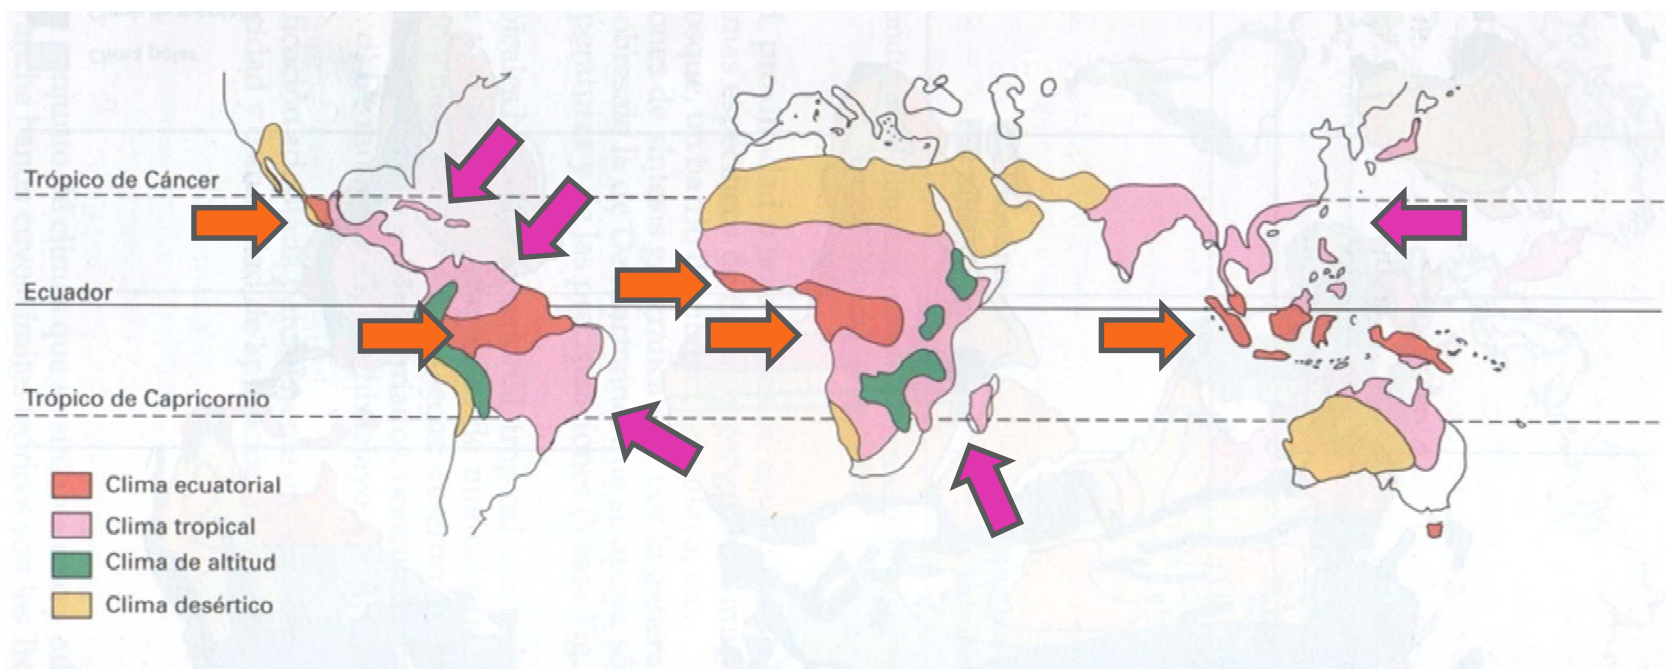 Trópico de Cáncer
Ecuador
Trópico de Capricornio
Clima ecuatorial
Clima tropical
Clima de altitud
Clima desértico